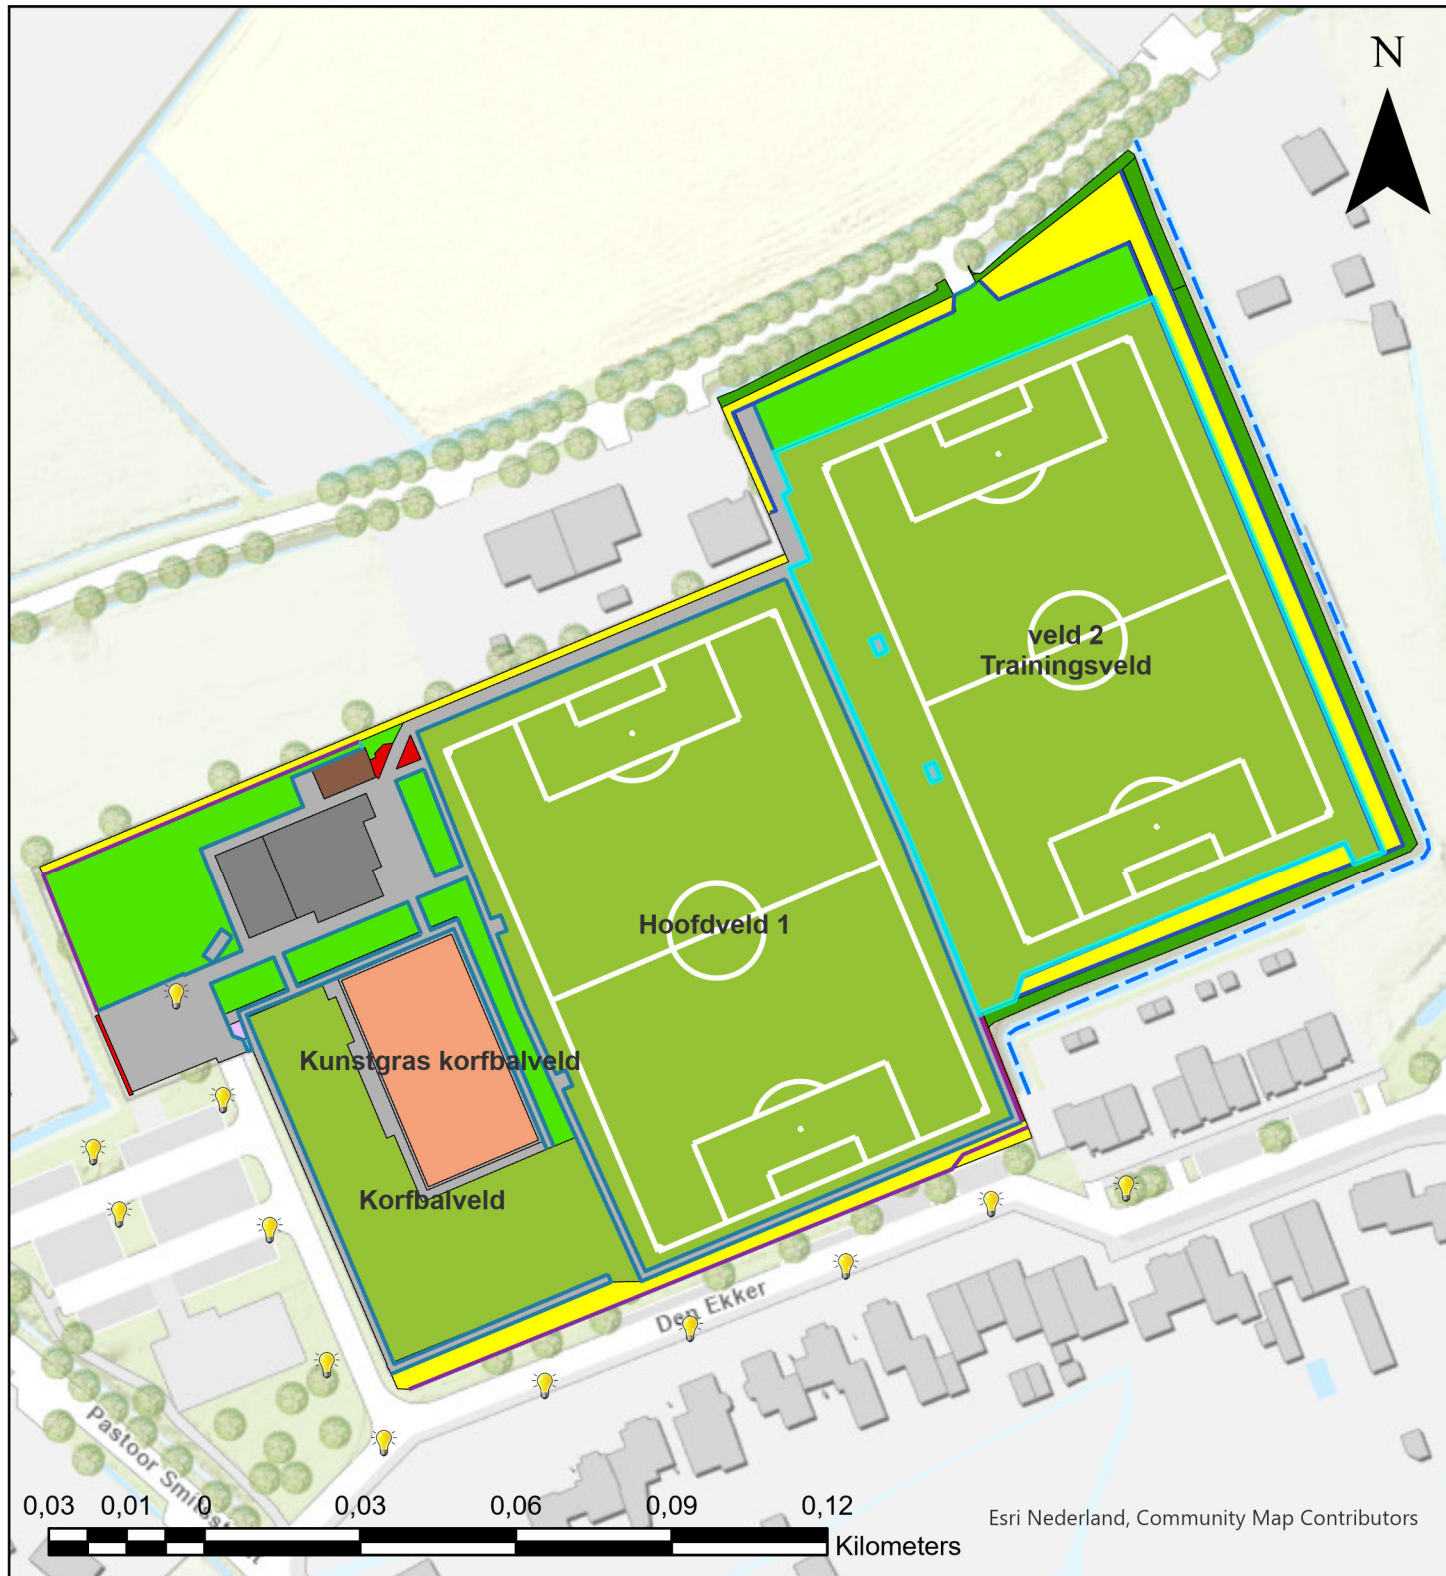 N
veld 2
Trainingsveld
Hoofdveld 1
Kunstgras korfbalveld
Korfbalveld
Den Ekker
Pastoor
0,03 0,01 0 0,03 0,06 0,09 0,12
Kilometers
Esri Nederland, Community Map Contributors